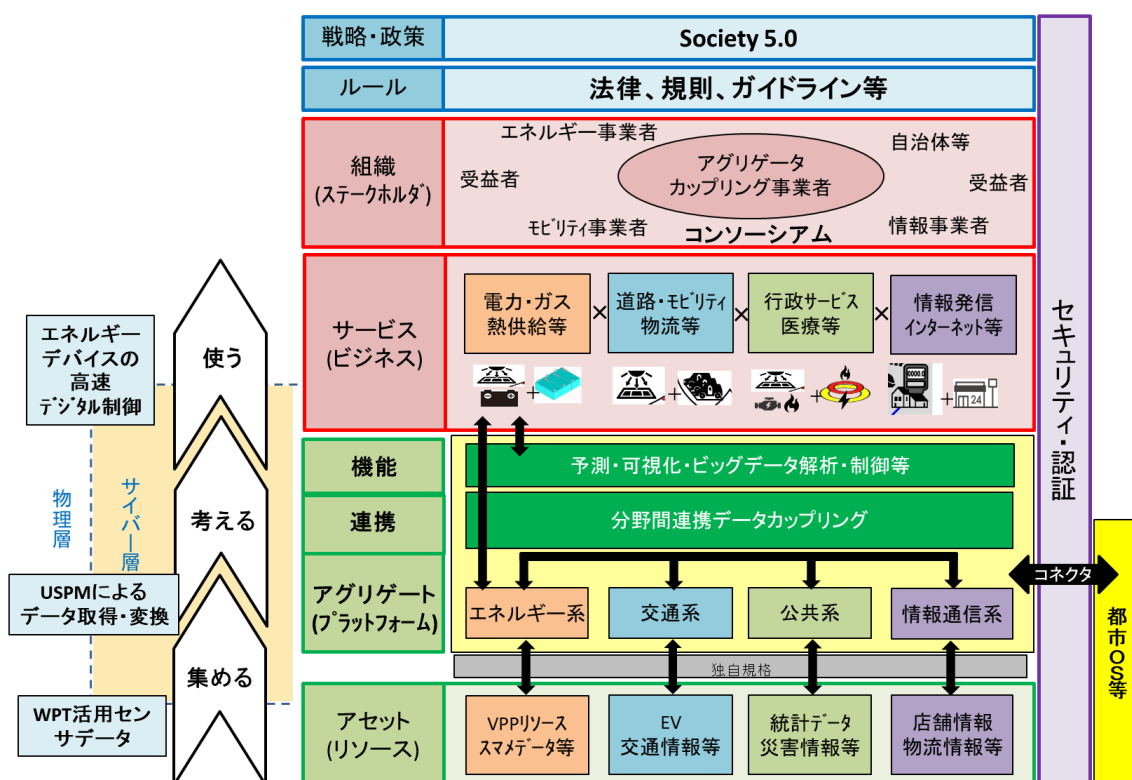 戦略・政策
Society 5.0
ルール
法律、規則、ガイドライン等
組織
(ステークホルダ)
エネルギー事業者
自治体等
アグリゲータ
カップリング事業者
受益者
受益者
モビリティ事業者
コンソーシアム
情報事業者
サービス
(ビジネス)
電力・ガス
熱供給等
×
道路・モビリティ
物流等
×
行政サービス
医療等
×
情報発信
インターネット等
+
+
+
+
24
機能
予測・可視化・ビッグデータ解析・制御等
連携
分野間連携データカップリング
アグリゲート
(プラットフォーム)
エネルギー系
交通系
公共系
情報通信系
独自規格
アセット
(リソース)
VPPリソース
スマメデータ等
EV
交通情報等
統計データ
災害情報等
店舗情報
物流情報等
セキュリティ・認証
コネクタ
都市OS等
エネルギー
デバイスの
高速
デジタル制御
使う
物理層
サイバー層
考える
USPMによる
データ取得・変換
集める
WPT活用セン
サデータ